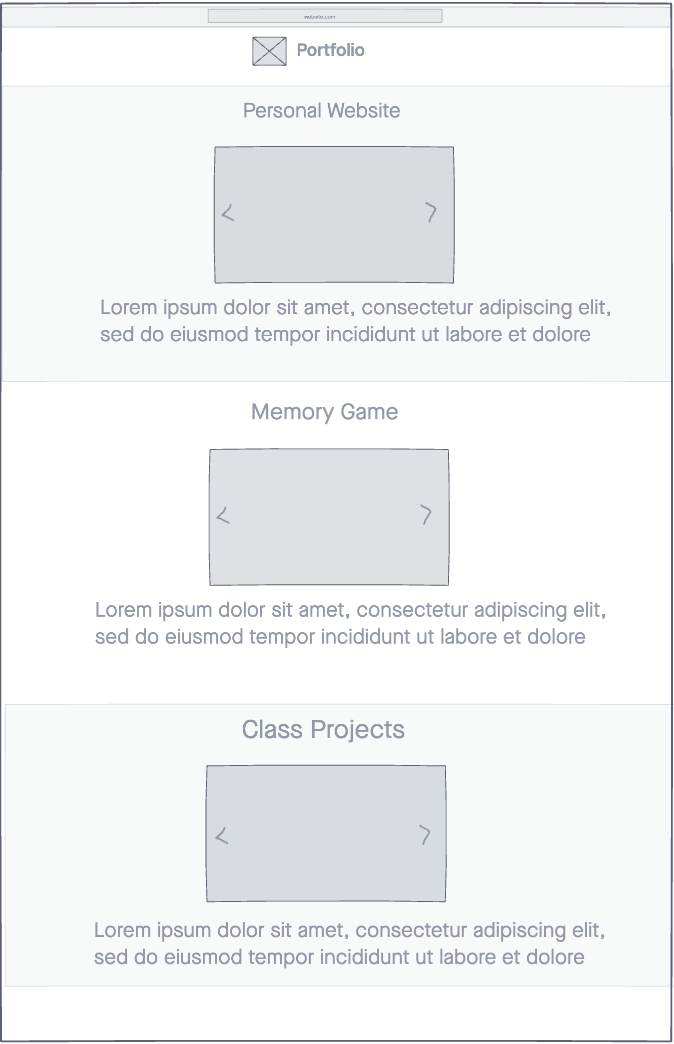 website.com
Portfolio
Personal Website
Lorem ipsum dolor sit amet, consectetur adipiscing elit,
sed do eiusmod tempor incididunt ut labore et dolore
Memory Game
Lorem ipsum dolor sit amet, consectetur adipiscing elit,
sed do eiusmod tempor incididunt ut labore et dolore
Class Projects
Lorem ipsum dolor sit amet, consectetur adipiscing elit,
sed do eiusmod tempor incididunt ut labore et dolore